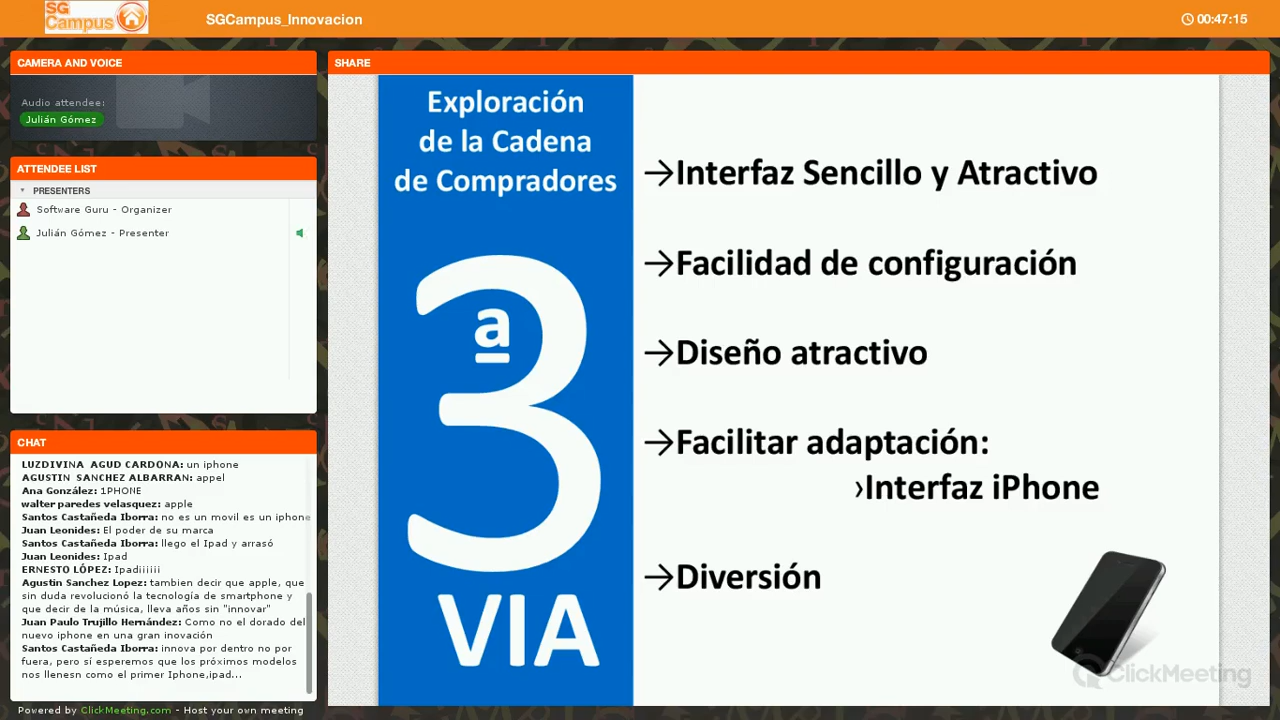 SG
Campus
SGCampus_Innovacion
00:47:15
CAMERA AND VOICE
Audio attendee:
Julián Gómez
ATTENDEE LIST
PRESENTERS
Software Guru - Organizer
Julián Gómez - Presenter
CHAT
LUZDIVINA AGUD CARDONA: un iphone
AGUSTIN SANCHEZ ALBARRAN: appel
Ana González: 1PHONE
walter paredes velasquez: apple
Santos Castañeda Iborra: no es un movil es un iphone
Juan Leonides: El poder de su marca
Santos Castañeda Iborra: llego el Ipad y arrasó
Juan Leonides: Ipad
ERNESTO LÓPEZ: Ipadiiiiii
Agustin Sanchez Lopez: tambien decir que apple, que
sin duda revolucionó la tecnología de smartphone y
que decir de la música, lleva años sin "innovar"
Juan Paulo Trujillo Hernández: Como no el dorado del
nuevo iphone en una gran inovación
Santos Castañeda Iborra: innova por dentro no por
fuera, pero sí esperemos que los próximos modelos
nos llenesn como el primer Iphone,ipad...
Powered by ClickMeeting.com - Host your own meeting
SHARE
Exploración
de la Cadena
de Compradores
3ª
VIA
→Interfaz Sencillo y Atractivo
→Facilidad de configuración
→Diseño atractivo
→Facilitar adaptación:
›Interfaz iPhone
→Diversión
ClickMeeting